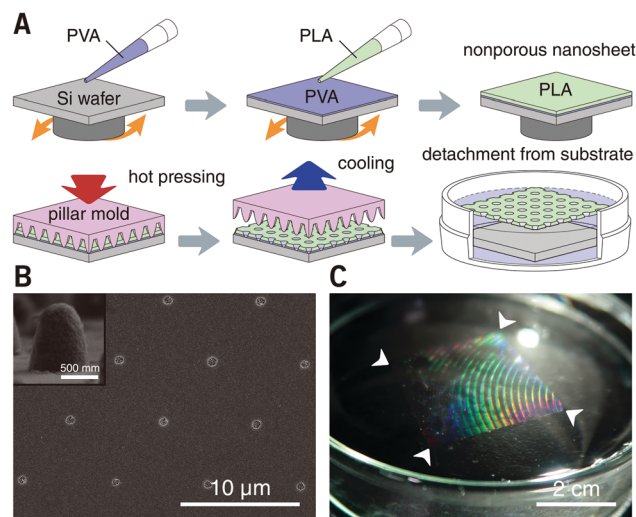 A
PVA
PLA
nonporous nanosheet
Si wafer
PVA
PLA
hot pressing
cooling
detachment from substrate
pillar mold
B
500 mm
10 µm
C
2 cm